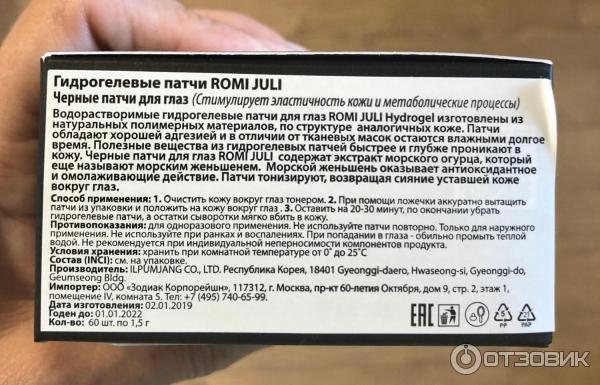 Гидрогелевые патчи ROMI JULI
Черные патчи для глаз (Стимулирует эластичность кожи и метаболические процессы)
Водорастворимые гидрогелевые патчи для глаз ROMI JULI Hydrogel изготовлены из
натуральных полимерных материалов, по структуре аналогичных коже. Патчи
обладают хорошей адгезией и в отличии от тканевых масок остаются влажными долгое
время. Полезные вещества из гидрогелевых патчей быстрее и глубже проникают в
кожу. Черные патчи для глаз ROMI JULI содержат экстракт морского огурца, который
еще называют морским женьшенем. Морской женьшень оказывает антиоксидантное
и омолаживающие действие. Патчи тонизируют, возвращая сияние уставшей коже
вокруг глаз.
Способ применения: 1. Очистить кожу вокруг глаз тонером. 2. При помощи ложечки аккуратно вытащить
патчи из упаковки и положить на кожу вокруг глаз . 3. Оставить на 20-30 минут, по окончании убрать
гидрогелевые патчи, а остатки сыворотки мягко вбить в кожу.
Противопоказания: для одноразового применения. Не используйте патчи повторно. Только для наружного
применения. Не используйте при ранках и воспалениях. При попадании в глаза - обильно промыть теплой
водой. Не рекомендуется при индивидуальной непереносимости компонентов продукта.
Условия хранения: хранить при комнатной температуре от 0° до 25°С
Состав (INCI): см. на упаковке.
Производитель: ILPUMJANG CO., LTD. Республика Корея, 18401 Gyeonggi-daero, Hwaseong-si, Gyeonggi-do,
Geumseong Bldg.
Импортер: ООО «Зодиак Корпорейшн», 117312, г. Москва, пр-кт 60-летия Октября, дом 9, стр. 2, этаж 1,
помещение IV, комната 5. Тел: +7 (495) 740-65-99.
Дата изготовления: 02.01.2019
Годен до: 01.01.2022
Кол-во: 60 шт. по 1,5 г
EAC
5
PP
21
PAP
ОТЗОВИК